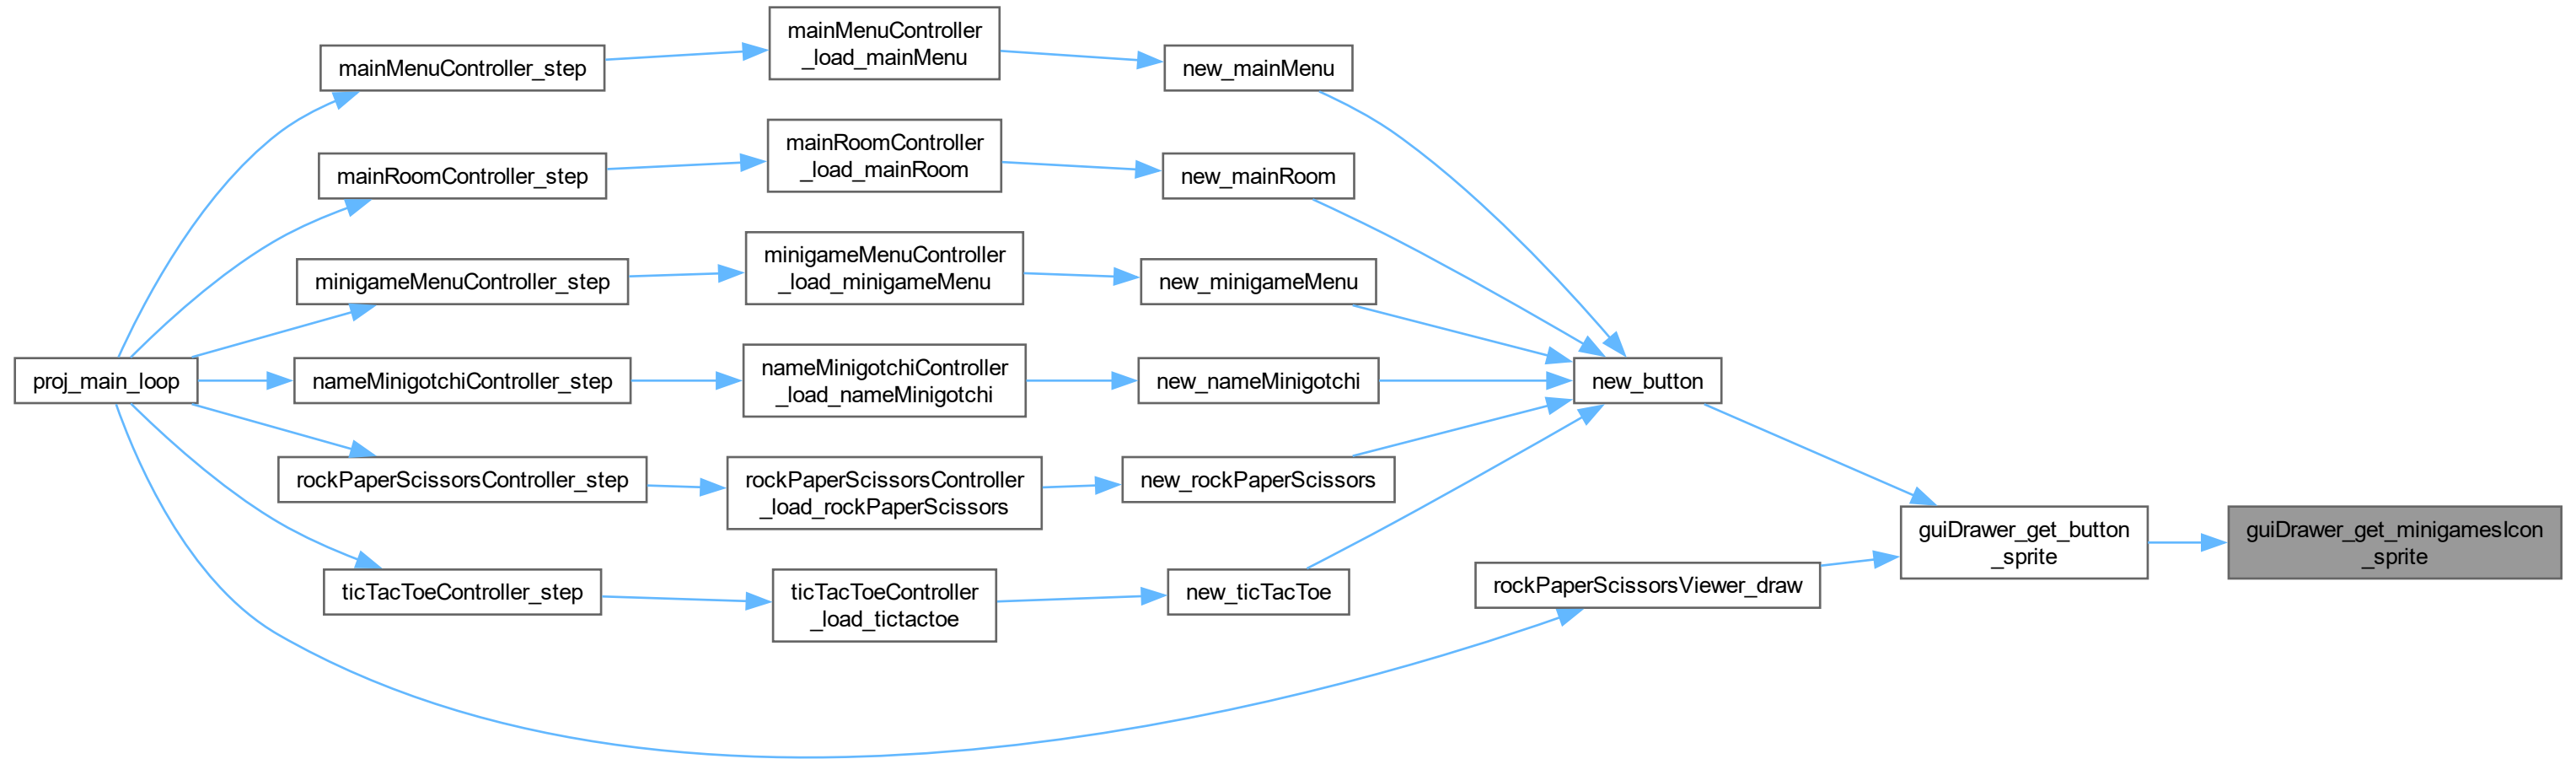 mainMenuController
_load_mainMenu
mainMenuController_step
new_mainMenu
mainRoomController
_load_mainRoom
mainRoomController_step
new_mainRoom
minigameMenuController
_load_minigameMenu
minigameMenuController_step
new_minigameMenu
proj_main_loop
nameMinigotchiController_step
nameMinigotchiController
_load_nameMinigotchi
new_nameMinigotchi
new_button
rockPaperScissorsController_step
rockPaperScissorsController
_load_rockPaperScissors
new_rockPaperScissors
guiDrawer_get_button
_sprite
guiDrawer_get_minigamesIcon
_sprite
ticTacToeController_step
ticTacToeController
_load_tictactoe
new_ticTacToe
rockPaperScissorsViewer_draw